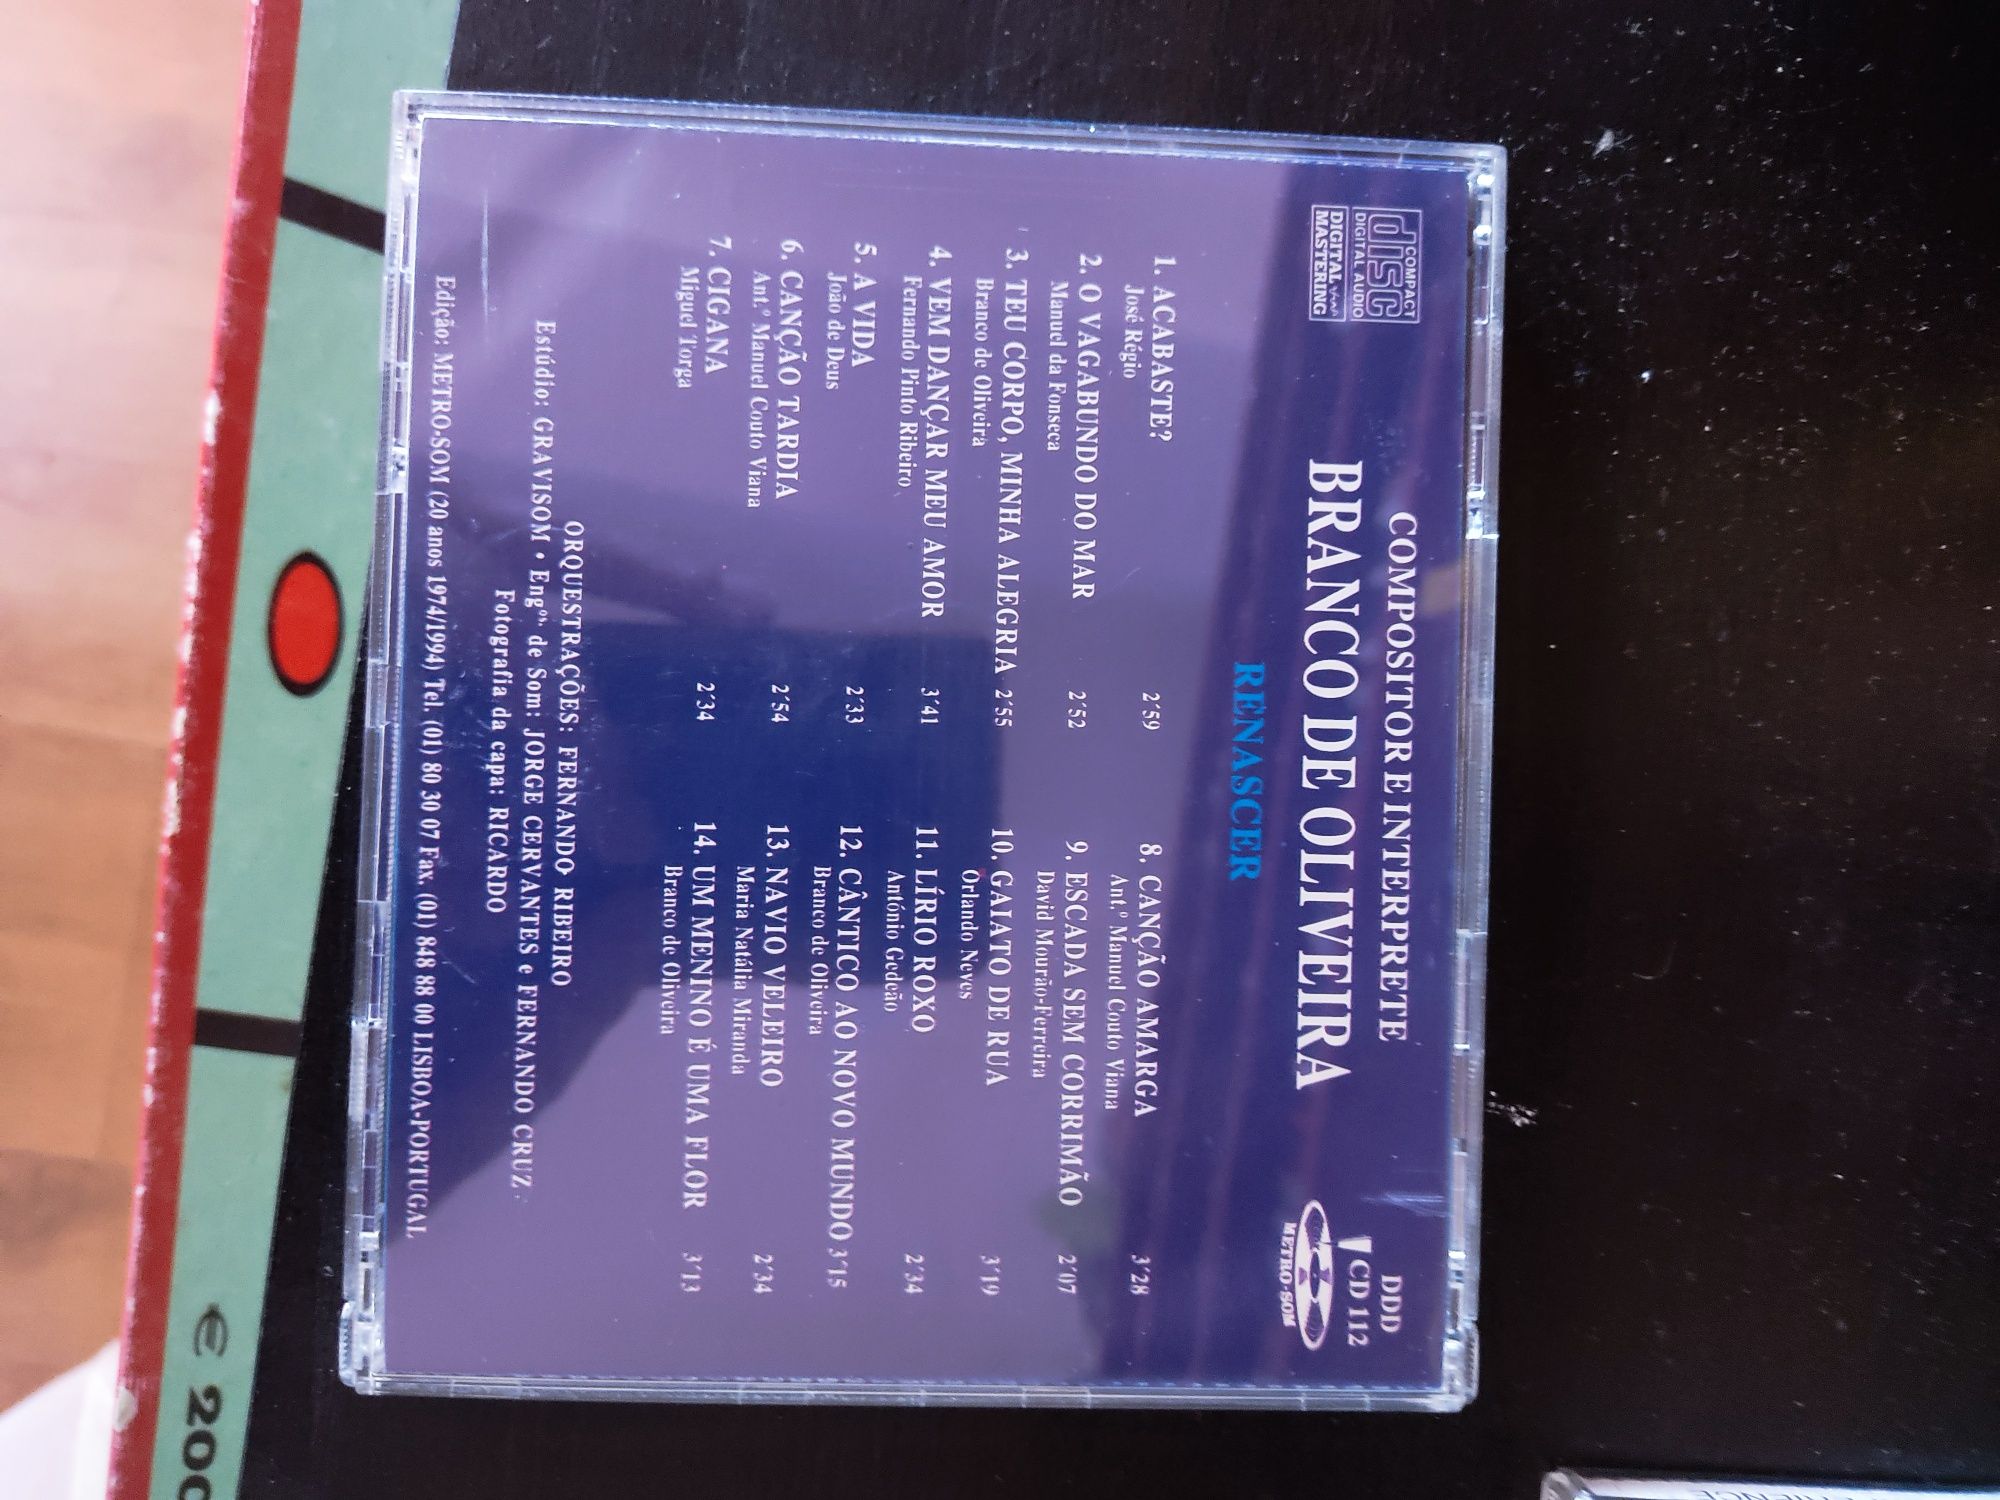 COMPACT
disc
DIGITAL AUDIO
DIGITAL
MASTERING
COMPOSITOR E INTERPRETE
BRANCO DE OLIVEIRA
RENASCER
DDD
CD 112
METRO-SOM
1. ACABASTE? 2´59
José Régio
2. O VAGABUNDO DO MAR 2´52
Manuel da Fonseca
3. TEU CORPO, MINHA ALEGRIA 2´55
Branco de Oliveira
4. VEM DANÇAR MEU AMOR 3´41
Fernando Pinto Ribeiro
5. A VIDA 2´33
João de Deus
6. CANÇÃO TARDIA 2´54
Ant.º Manuel Couto Viana
7. CIGANA 2´34
Miguel Torga
8. CANÇÃO AMARGA 3´28
Ant.º Manuel Couto Viana
9. ESCADA SEM CORRIMÃO 2´07
David Mourão-Ferreira
10. GAIATO DE RUA 3´19
Orlando Neves
11. LÍRIO ROXO 2´34
António Gedeão
12. CÂNTICO AO NOVO MUNDO 3´15
Branco de Oliveira
13. NAVIO VELEIRO 2´34
Maria Natália Miranda
14. UM MENINO É UMA FLOR 3´13
Branco de Oliveira
ORQUESTRAÇÕES: FERNANDO RIBEIRO
Estúdio: GRAVISOM • Engºs. de Som: JORGE CERVANTES e FERNANDO CRUZ
Fotografia da capa: RICARDO
Edição: METRO-SOM (20 anos 1974/1994) Tel. (01) 80 30 07 Fax. (01) 848 88 00 LISBOA-PORTUGAL
€ 200